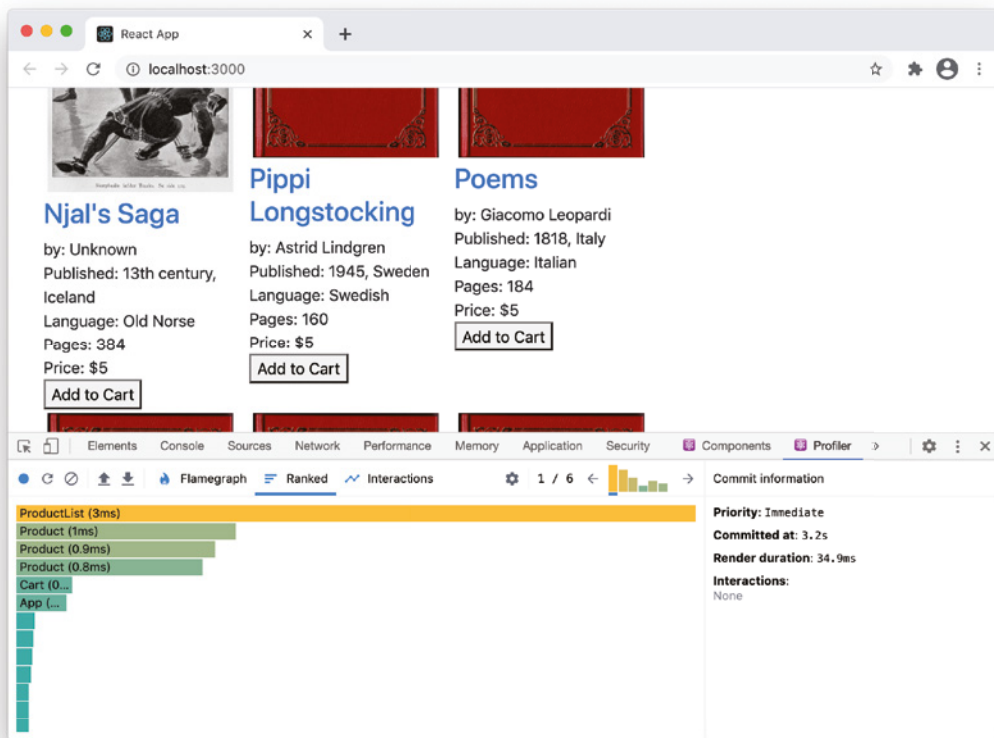 React App
localhost:3000
Njal's Saga
by: Unknown
Published: 13th century,
Iceland
Language: Old Norse
Pages: 384
Price: $5
Add to Cart
Pippi
Longstocking
by: Astrid Lindgren
Published: 1945, Sweden
Language: Swedish
Pages: 160
Price: $5
Add to Cart
Poems
by: Giacomo Leopardi
Published: 1818, Italy
Language: Italian
Pages: 184
Price: $5
Add to Cart
Elements Console Sources Network Performance Memory Application Security Components Profiler
Flamegraph Ranked Interactions 1 / 6 Commit information
ProductList (3ms)
Product (1ms)
Product (0.9ms)
Product (0.8ms)
Cart (0...
App (...
Priority: Immediate
Committed at: 3.2s
Render duration: 34.9ms
Interactions:
None